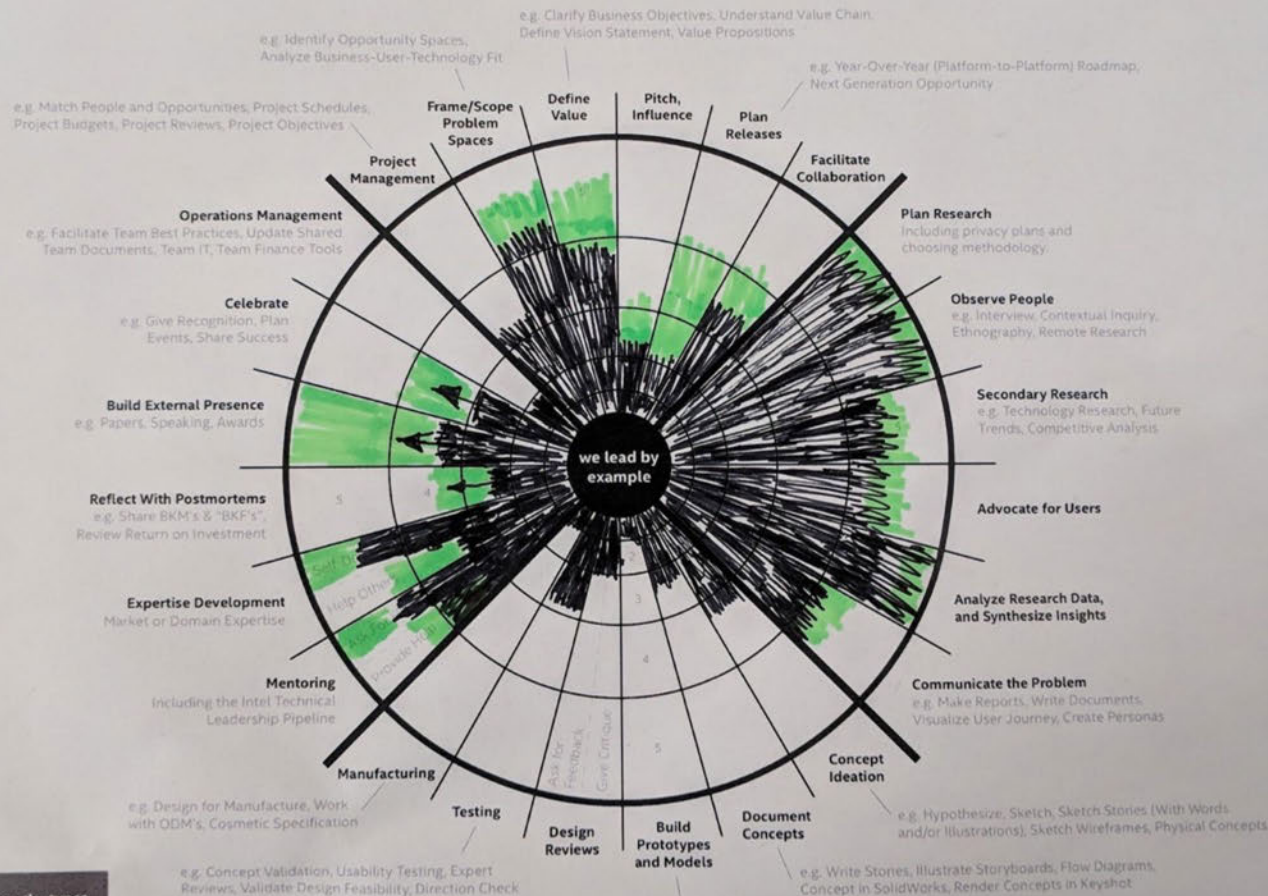 e.g. Clarify Business Objectives, Understand Value Chain,
Define Vision Statement, Value Propositions
e.g. Identify Opportunity Spaces,
Analyze Business-User-Technology Fit
e.g. Year-Over-Year (Platform-to-Platform) Roadmap,
Next Generation Opportunity
e.g. Match People and Opportunities, Project Schedules,
Project Budgets, Project Reviews, Project Objectives
Frame/Scope
Problem
Spaces
Define
Value
Pitch,
Influence
Plan
Releases
Project
Management
Facilitate
Collaboration
Operations Management
e.g. Facilitate Team Best Practices, Update Shared
Team Documents, Team IT, Team Finance Tools
Plan Research
Including privacy plans and
choosing methodology.
Celebrate
e.g. Give Recognition, Plan
Events, Share Success
Observe People
e.g. Interview, Contextual Inquiry,
Ethnography, Remote Research
Build External Presence
e.g. Papers, Speaking, Awards
Secondary Research
e.g. Technology Research, Future
Trends, Competitive Analysis
we lead by
example
Reflect With Postmortems
e.g. Share BKM's & "BKF's",
Review Return on Investment
5
4
Advocate for Users
Expertise Development
Market or Domain Expertise
Self
Help Others
Ask For
Provide Help
2
3
4
5
Analyze Research Data,
and Synthesize Insights
Mentoring
Including the Intel Technical
Leadership Pipeline
Communicate the Problem
e.g. Make Reports, Write Documents,
Visualize User Journey, Create Personas
Ask for
Feedback
Give Critique
Manufacturing
e.g. Design for Manufacture, Work
with ODM's, Cosmetic Specification
Concept
Ideation
e.g. Hypothesize, Sketch, Sketch Stories (With Words
and/or Illustrations), Sketch Wireframes, Physical Concepts
Testing
e.g. Concept Validation, Usability Testing, Expert
Reviews, Validate Design Feasibility, Direction Check
Design
Reviews
Build
Prototypes
and Models
Document
Concepts
e.g. Write Stories, Illustrate Storyboards, Flow Diagrams,
Concept in SolidWorks, Render Concepts in Keyshot